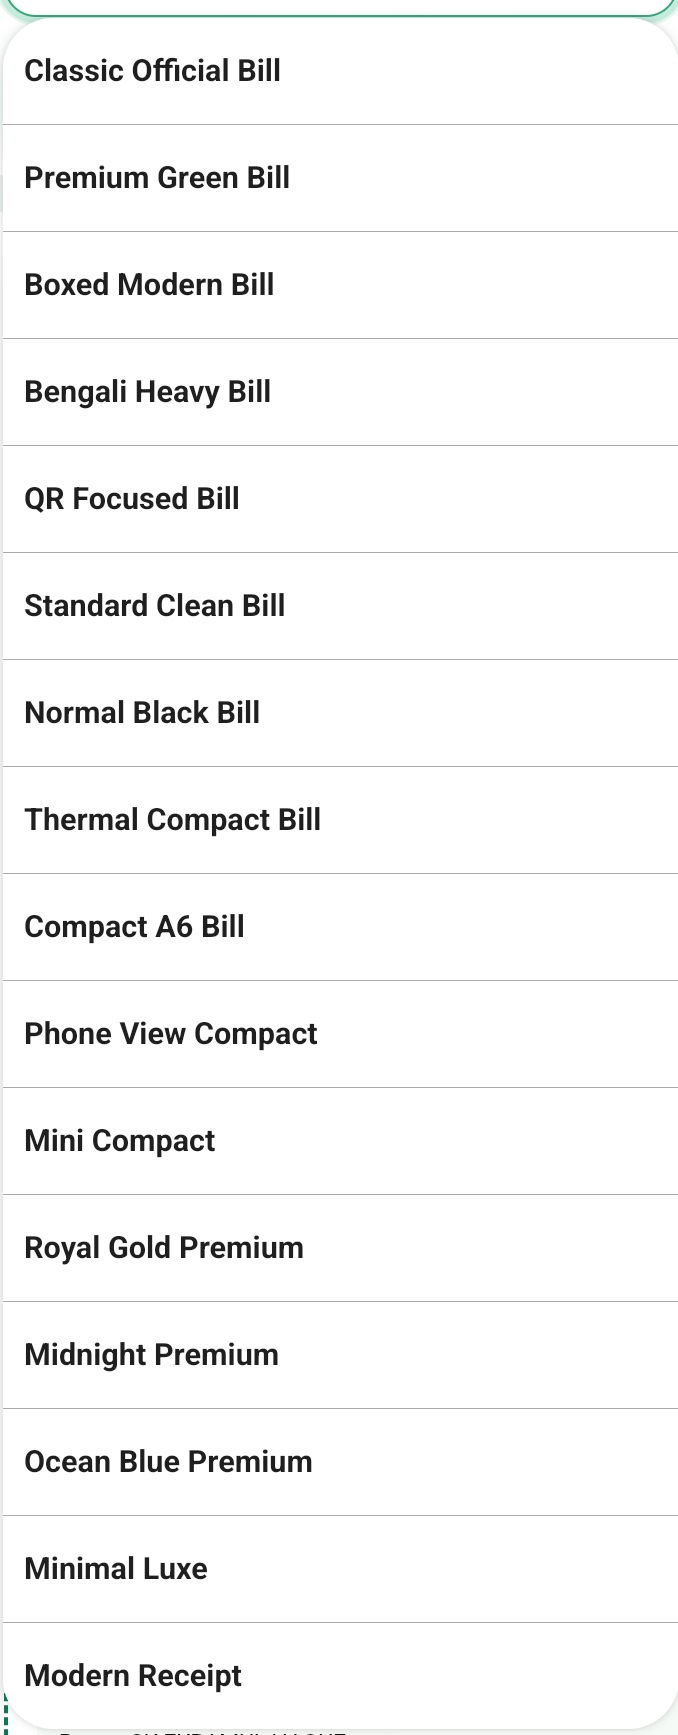 Classic Official Bill
Premium Green Bill
Boxed Modern Bill
Bengali Heavy Bill
QR Focused Bill
Standard Clean Bill
Normal Black Bill
Thermal Compact Bill
Compact A6 Bill
Phone View Compact
Mini Compact
Royal Gold Premium
Midnight Premium
Ocean Blue Premium
Minimal Luxe
Modern Receipt